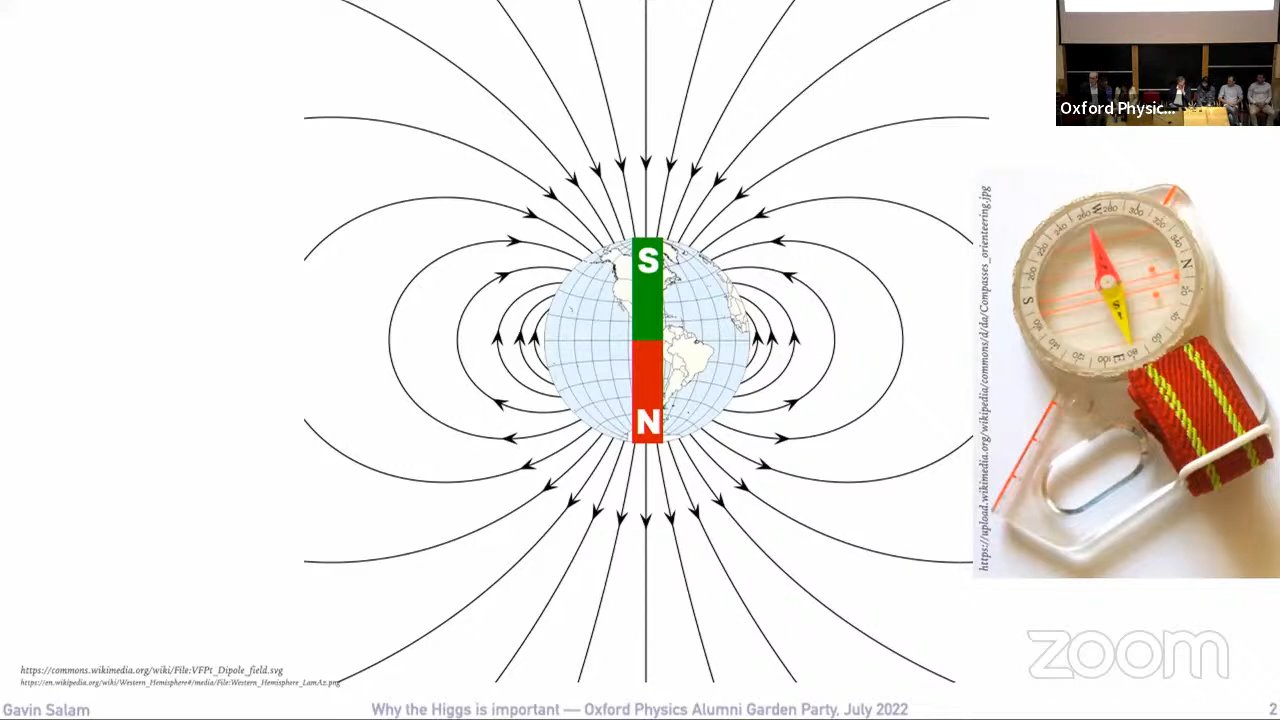 Oxford Physic...
S
N
https://upload.wikimedia.org/wikipedia/commons/d/da/Compasses_orienteering.jpg
W
N
S
E
zoom
https://commons.wikimedia.org/wiki/File:VFPt_Dipole_field.svg
https://en.wikipedia.org/wiki/Western_Hemisphere#/media/File:Western_Hemisphere_LamAz.png
Gavin Salam
Why the Higgs is important — Oxford Physics Alumni Garden Party, July 2022
2